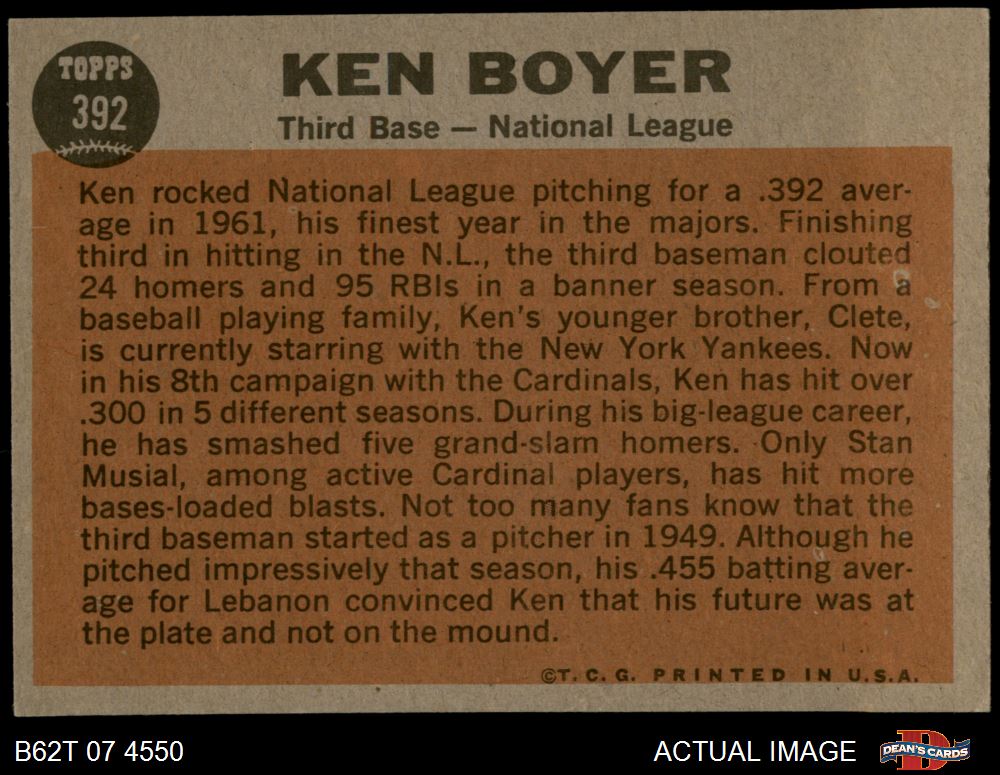 TOPPS
392
KEN BOYER
Third Base — National League
Ken rocked National League pitching for a .392 aver-
age in 1961, his finest year in the majors. Finishing
third in hitting in the N.L., the third baseman clouted
24 homers and 95 RBIs in a banner season. From a
baseball playing family, Ken's younger brother, Clete,
is currently starring with the New York Yankees. Now
in his 8th campaign with the Cardinals, Ken has hit over
.300 in 5 different seasons. During his big-league career,
he has smashed five grand-slam homers. Only Stan
Musial, among active Cardinal players, has hit more
bases-loaded blasts. Not too many fans know that the
third baseman started as a pitcher in 1949. Although he
pitched impressively that season, his .455 batting aver-
age for Lebanon convinced Ken that his future was at
the plate and not on the mound.
©T. C. G. PRINTED IN U.S.A.
B62T 07 4550
ACTUAL IMAGE
D
DEAN'S CARDS